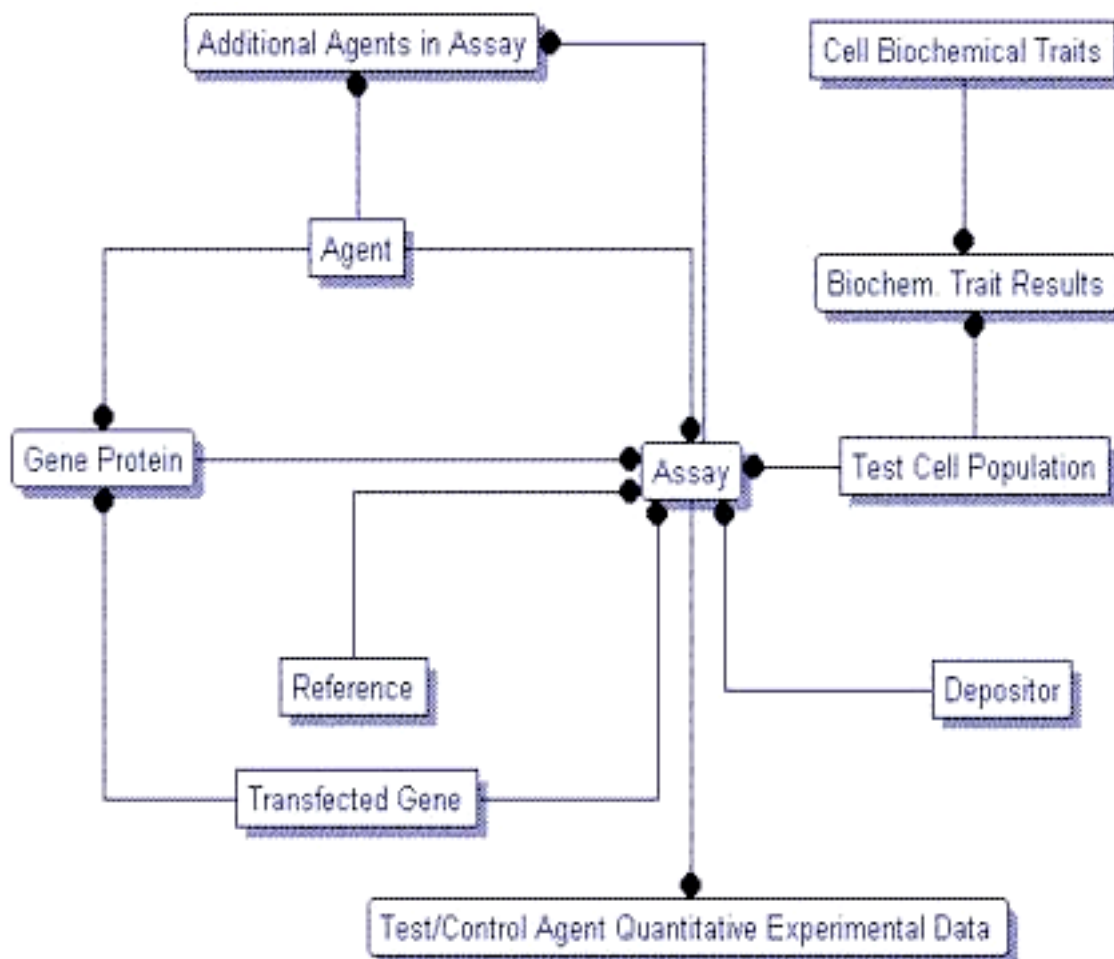 Additional Agents in Assay
Cell Biochemical Traits
Agent
Biochem. Trait Results
Gene Protein
Assay
Test Cell Population
Reference
Depositor
Transfected Gene
Test/Control Agent Quantitative Experimental Data